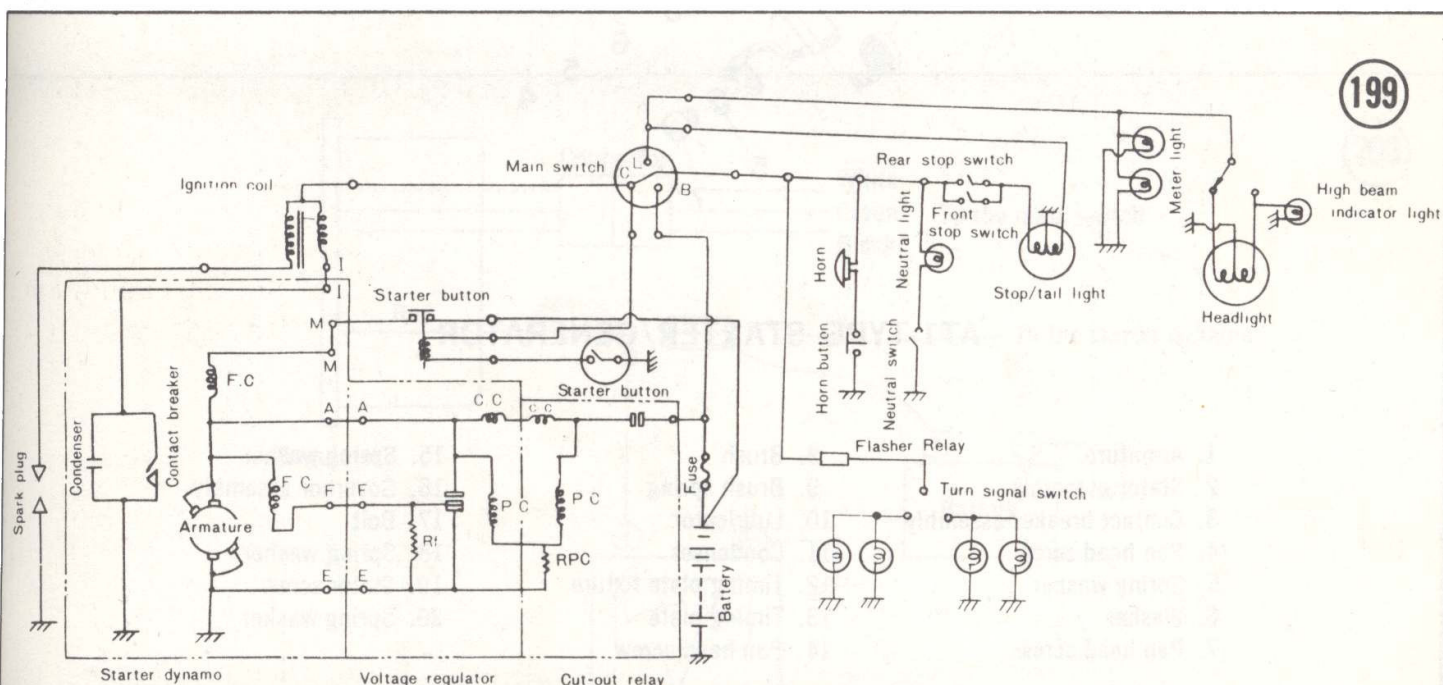 199
Main switch
Ignition coil
C
L
B
Rear stop switch
Front
stop switch
Meter light
High beam
indicator light
Horn
Neutral light
Stop/tail light
Headlight
Starter button
I
I
M
M
F.C
Starter button
Horn button
Neutral switch
Spark plug
Condenser
Contact breaker
A
A
C C
C C
Fuse
Flasher Relay
F C
P C
P C
Turn signal switch
Armature
Rf
RPC
E
E
Battery
Starter dynamo
Voltage regulator
Cut-out relay